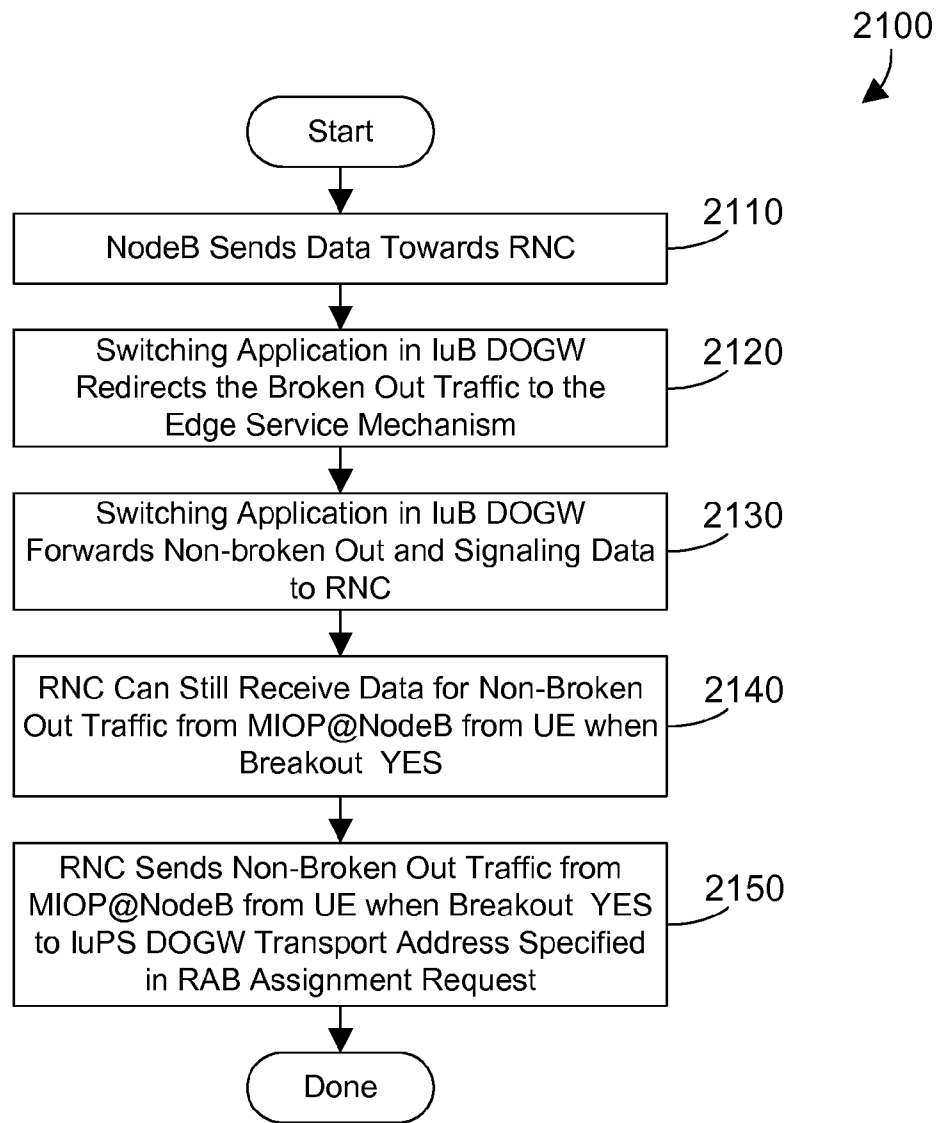 2100
Start
2110
NodeB Sends Data Towards RNC
2120
Switching Application in IuB DOGW
Redirects the Broken Out Traffic to the
Edge Service Mechanism
2130
Switching Application in IuB DOGW
Forwards Non-broken Out and Signaling Data
to RNC
2140
RNC Can Still Receive Data for Non-Broken
Out Traffic from MIOP@NodeB from UE when
Breakout  YES
2150
RNC Sends Non-Broken Out Traffic from
MIOP@NodeB from UE when Breakout  YES
to IuPS DOGW Transport Address Specified
in RAB Assignment Request
Done